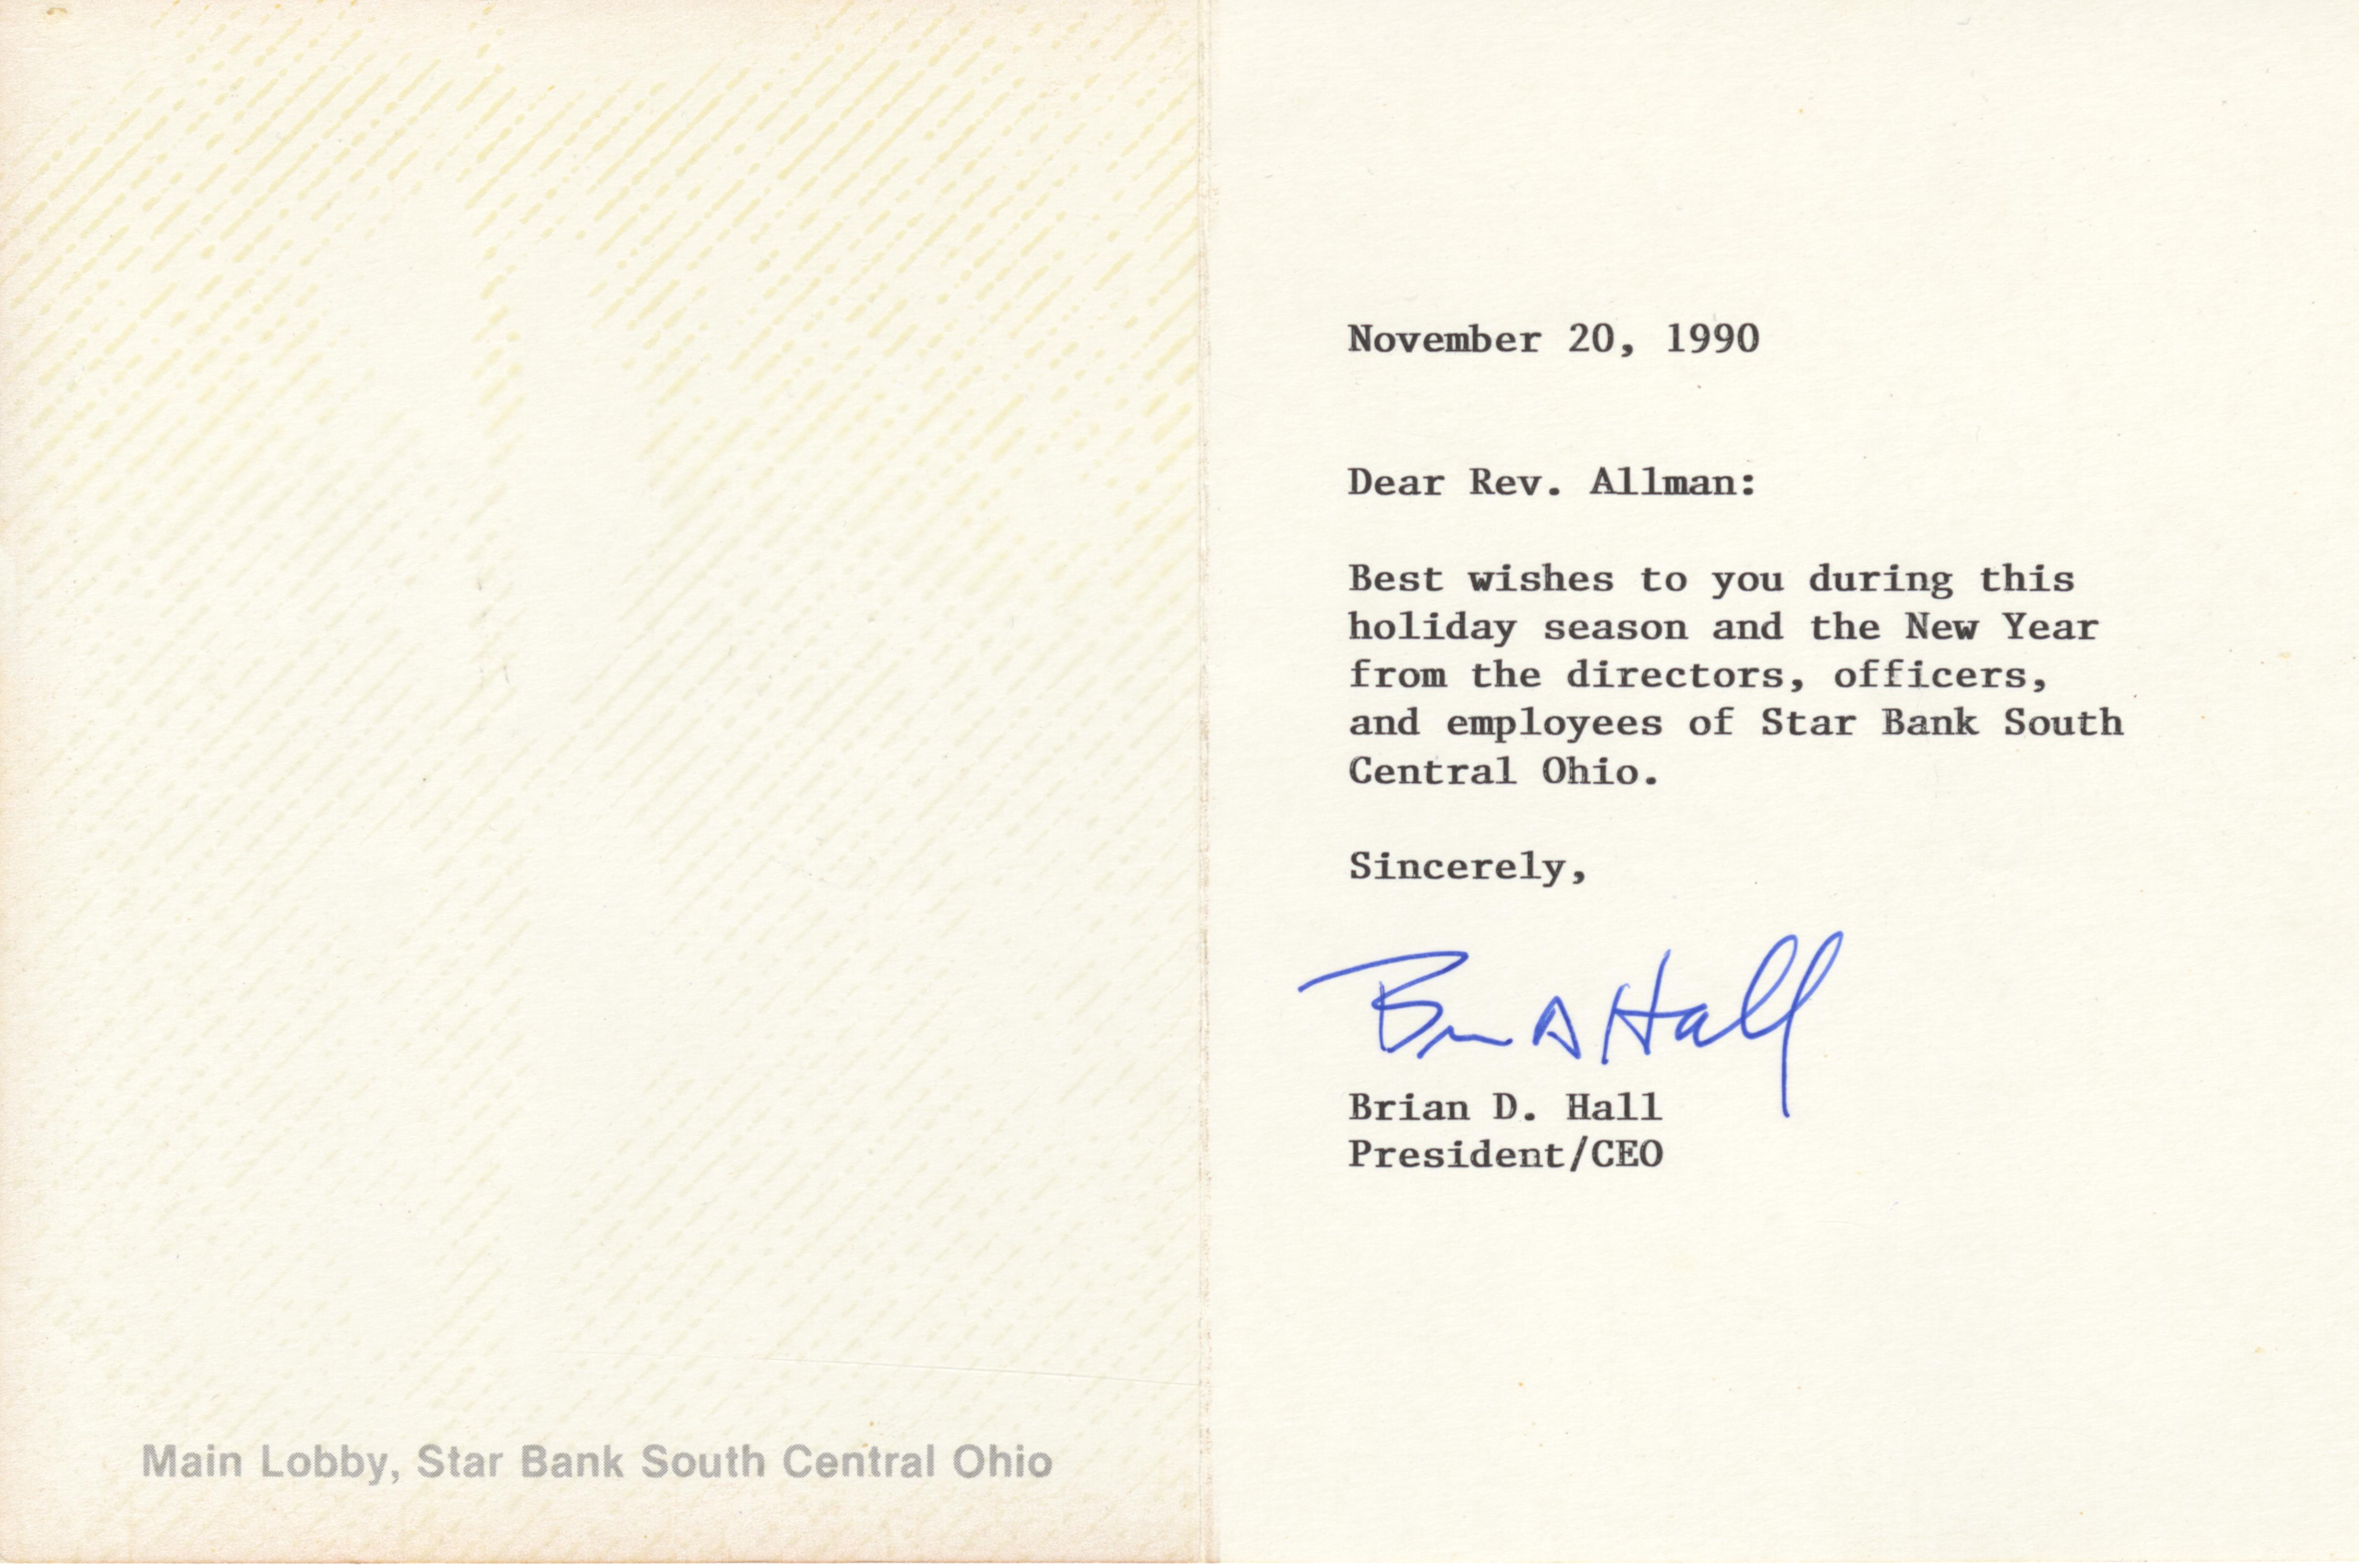 Main Lobby, Star Bank South Central Ohio
November 20, 1990
Dear Rev. Allman:
Best wishes to you during this
holiday season and the New Year
from the directors, officers,
and employees of Star Bank South
Central Ohio.
Sincerely,
Brian D Hall
Brian D. Hall
President/CEO